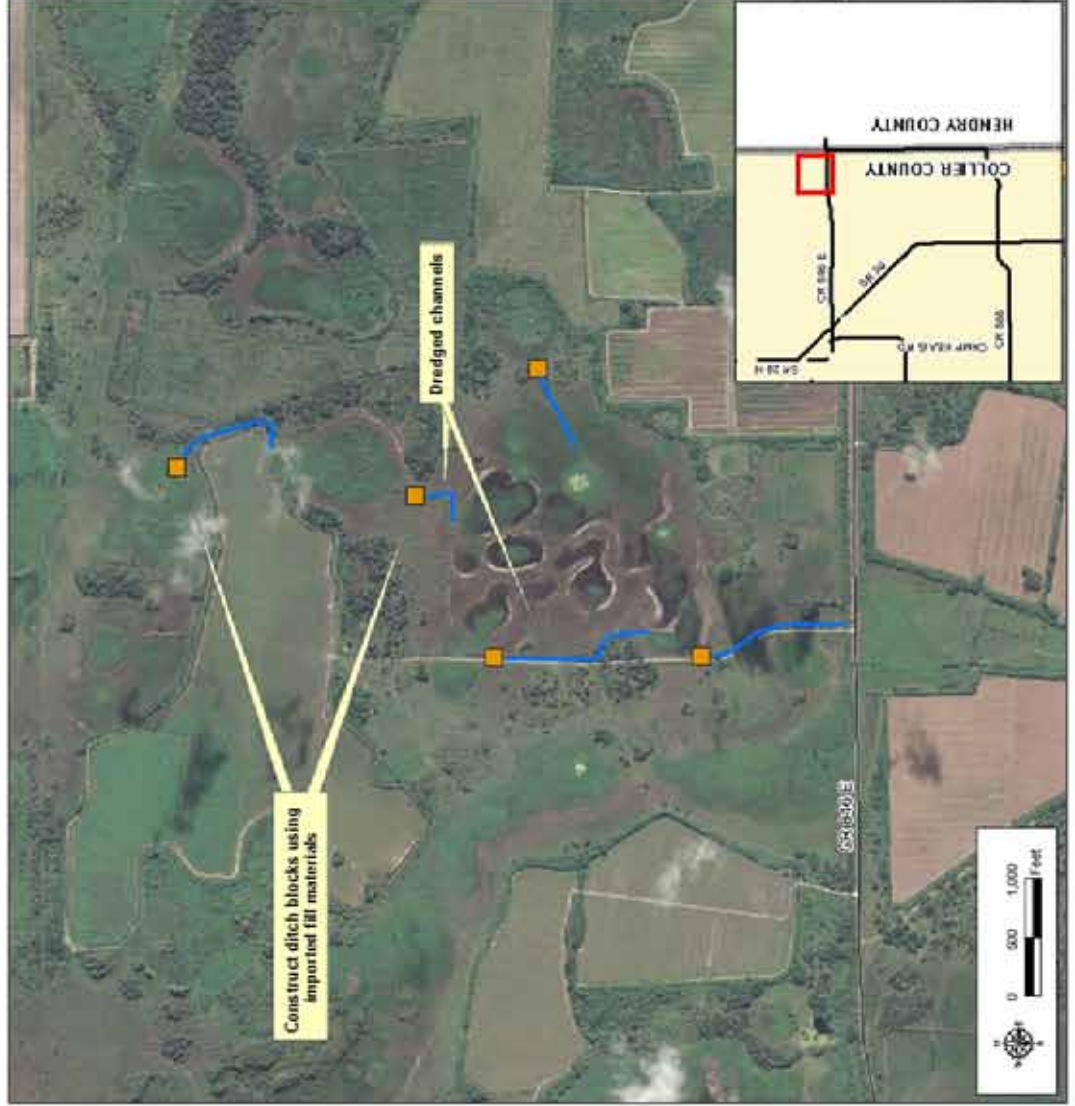 Construct ditch blocks using
imported fill materials
Dredged channels
CR 846 E
0
500
1,000
Feet
HENDRY COUNTY
COLLIER COUNTY
CR 846 E
SR 29 N
CAMP KEAIS RD
CR 858